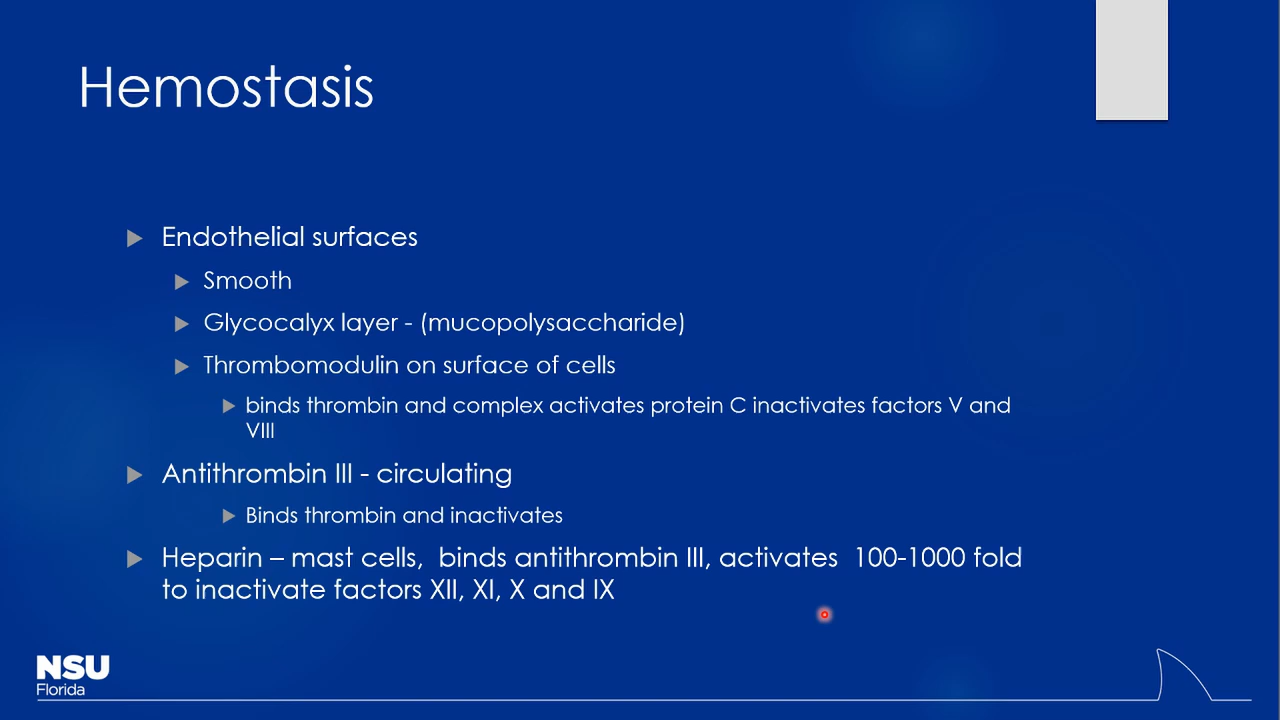 Hemostasis
Endothelial surfaces
Smooth
Glycocalyx layer - (mucopolysaccharide)
Thrombomodulin on surface of cells
binds thrombin and complex activates protein C inactivates factors V and
VIII
Antithrombin III - circulating
Binds thrombin and inactivates
Heparin – mast cells,  binds antithrombin III, activates  100-1000 fold
to inactivate factors XII, XI, X and IX
NSU
Florida